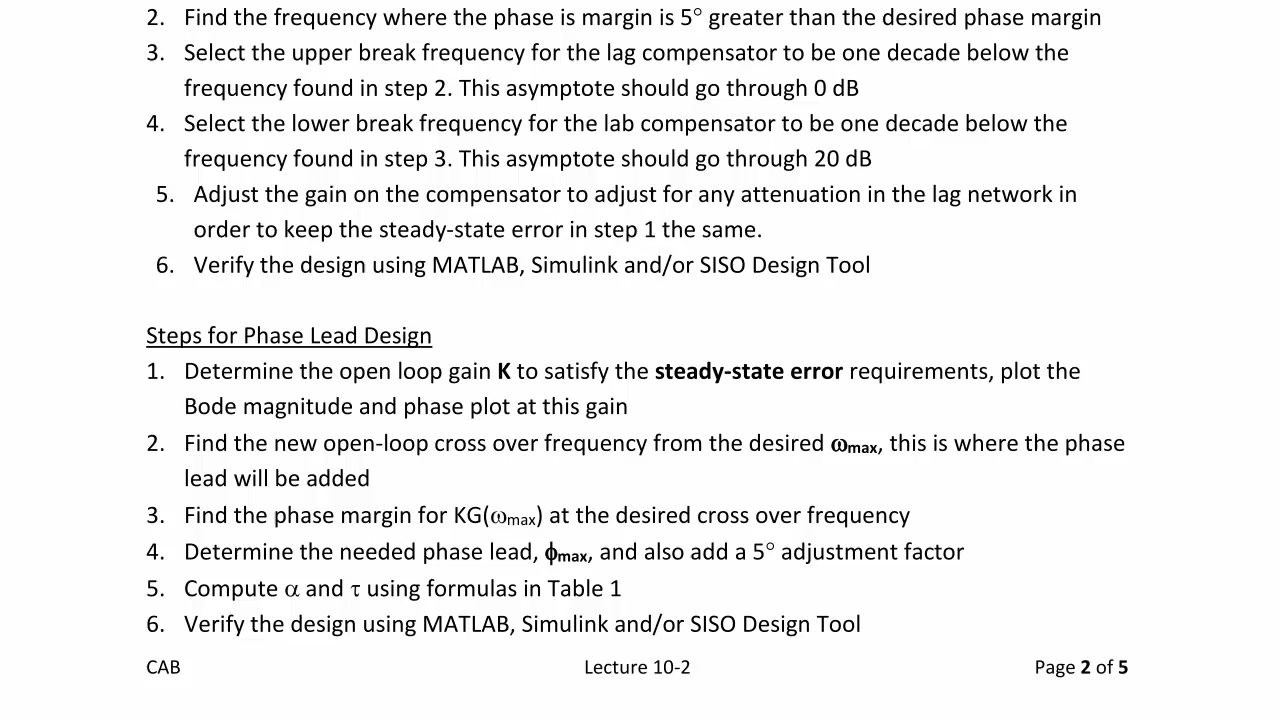 2. Find the frequency where the phase is margin is 5° greater than the desired phase margin
3. Select the upper break frequency for the lag compensator to be one decade below the
frequency found in step 2. This asymptote should go through 0 dB
4. Select the lower break frequency for the lab compensator to be one decade below the
frequency found in step 3. This asymptote should go through 20 dB
5. Adjust the gain on the compensator to adjust for any attenuation in the lag network in
order to keep the steady-state error in step 1 the same.
6. Verify the design using MATLAB, Simulink and/or SISO Design Tool
Steps for Phase Lead Design
1. Determine the open loop gain K to satisfy the steady-state error requirements, plot the
Bode magnitude and phase plot at this gain
2. Find the new open-loop cross over frequency from the desired ωmax, this is where the phase
lead will be added
3. Find the phase margin for KG(ωmax) at the desired cross over frequency
4. Determine the needed phase lead, ϕmax, and also add a 5° adjustment factor
5. Compute α and τ using formulas in Table 1
6. Verify the design using MATLAB, Simulink and/or SISO Design Tool
CAB Lecture 10-2 Page 2 of 5